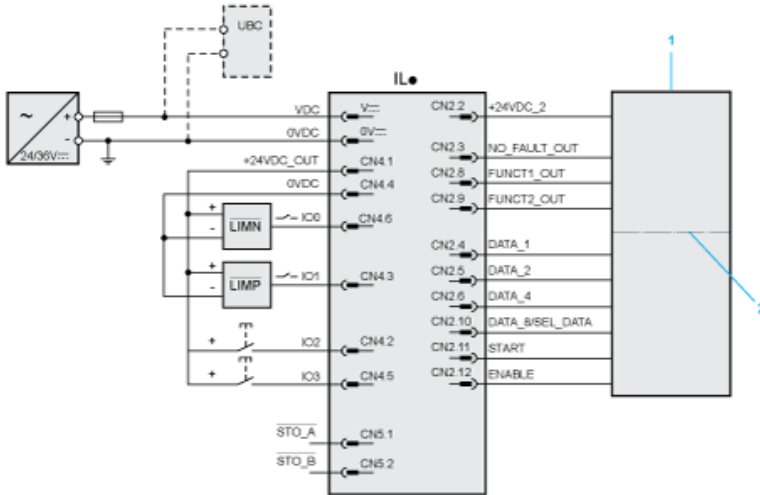 UBC
1
IL●
~
+
-
24/36V⎓
VDC
V⎓
CN2.2
+24VDC_2
0VDC
0V⎓
+24VDC_OUT
CN4.1
CN2.3
NO_FAULT_OUT
0VDC
CN4.4
CN2.8
FUNCT1_OUT
CN2.9
FUNCT2_OUT
+
-
LIMN
IO0
CN4.6
CN2.4
DATA_1
+
-
LIMP
IO1
CN4.3
CN2.5
DATA_2
CN2.6
DATA_4
2
CN2.10
DATA_8/SEL_DATA
+
IO2
CN4.2
CN2.11
START
+
IO3
CN4.5
CN2.12
ENABLE
STO_A
CN5.1
STO_B
CN5.2